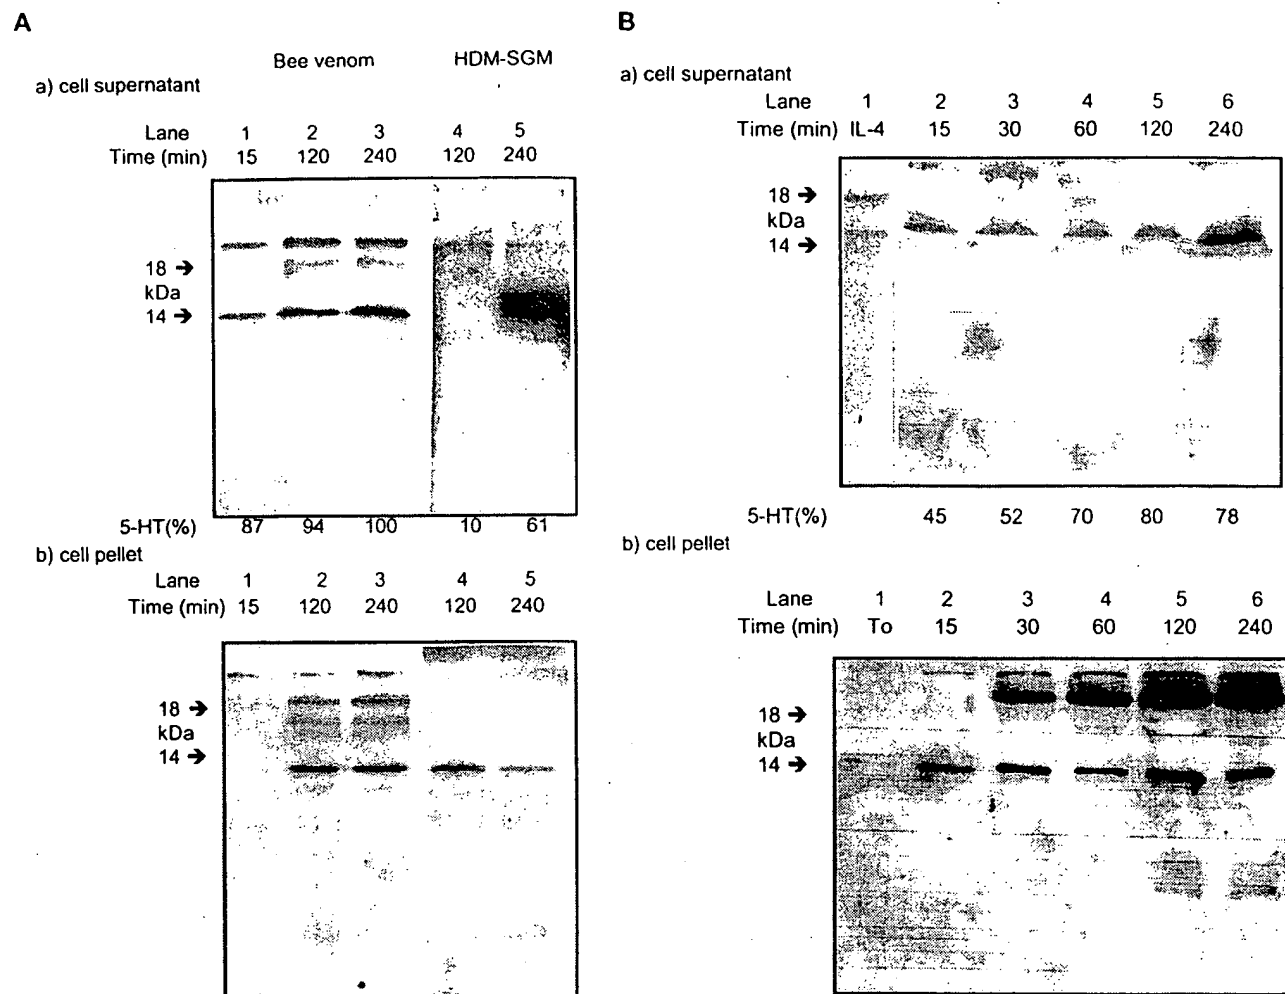 A
Bee venom HDM-SGM
a) cell supernatant
Lane 1 2 3 4 5
Time (min) 15 120 240 120 240
18 →
kDa
14 →
5-HT(%) 87 94 100 10 61
b) cell pellet
Lane 1 2 3 4 5
Time (min) 15 120 240 120 240
18 →
kDa
14 →
B
a) cell supernatant
Lane 1 2 3 4 5 6
Time (min) IL-4 15 30 60 120 240
18 →
kDa
14 →
5-HT(%) 45 52 70 80 78
b) cell pellet
Lane 1 2 3 4 5 6
Time (min) To 15 30 60 120 240
18 →
kDa
14 →